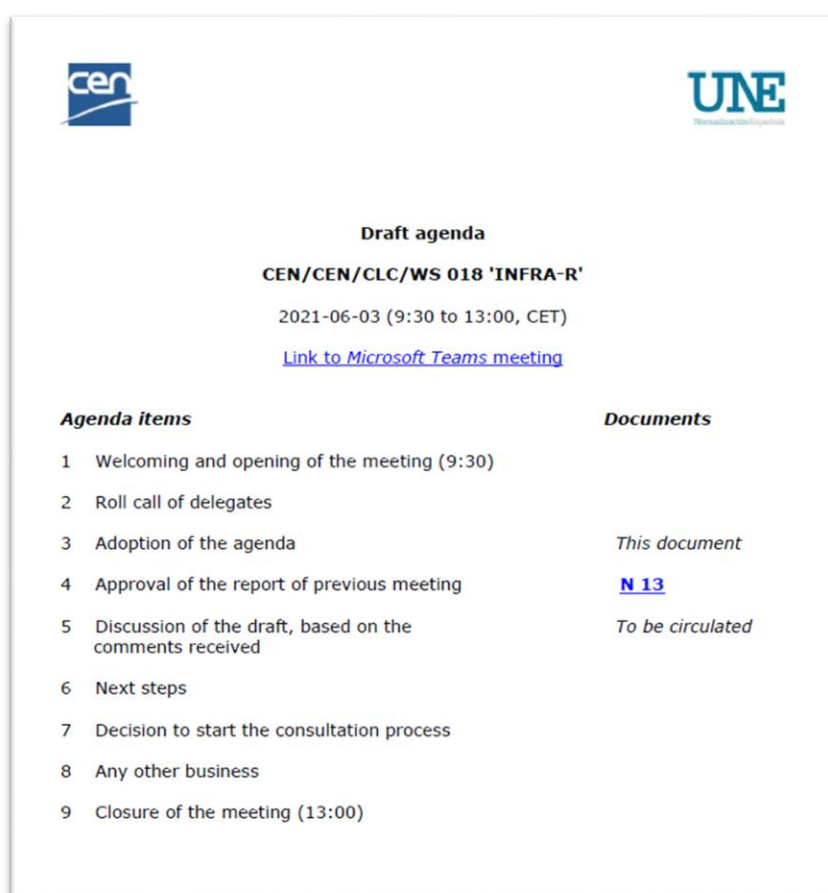 cen
UNE
Normalización Española
Draft agenda
CEN/CEN/CLC/WS 018 'INFRA-R'
2021-06-03 (9:30 to 13:00, CET)
Link to Microsoft Teams meeting
Agenda items Documents
1 Welcoming and opening of the meeting (9:30)
2 Roll call of delegates
3 Adoption of the agenda This document
4 Approval of the report of previous meeting N 13
5 Discussion of the draft, based on the To be circulated
comments received
6 Next steps
7 Decision to start the consultation process
8 Any other business
9 Closure of the meeting (13:00)